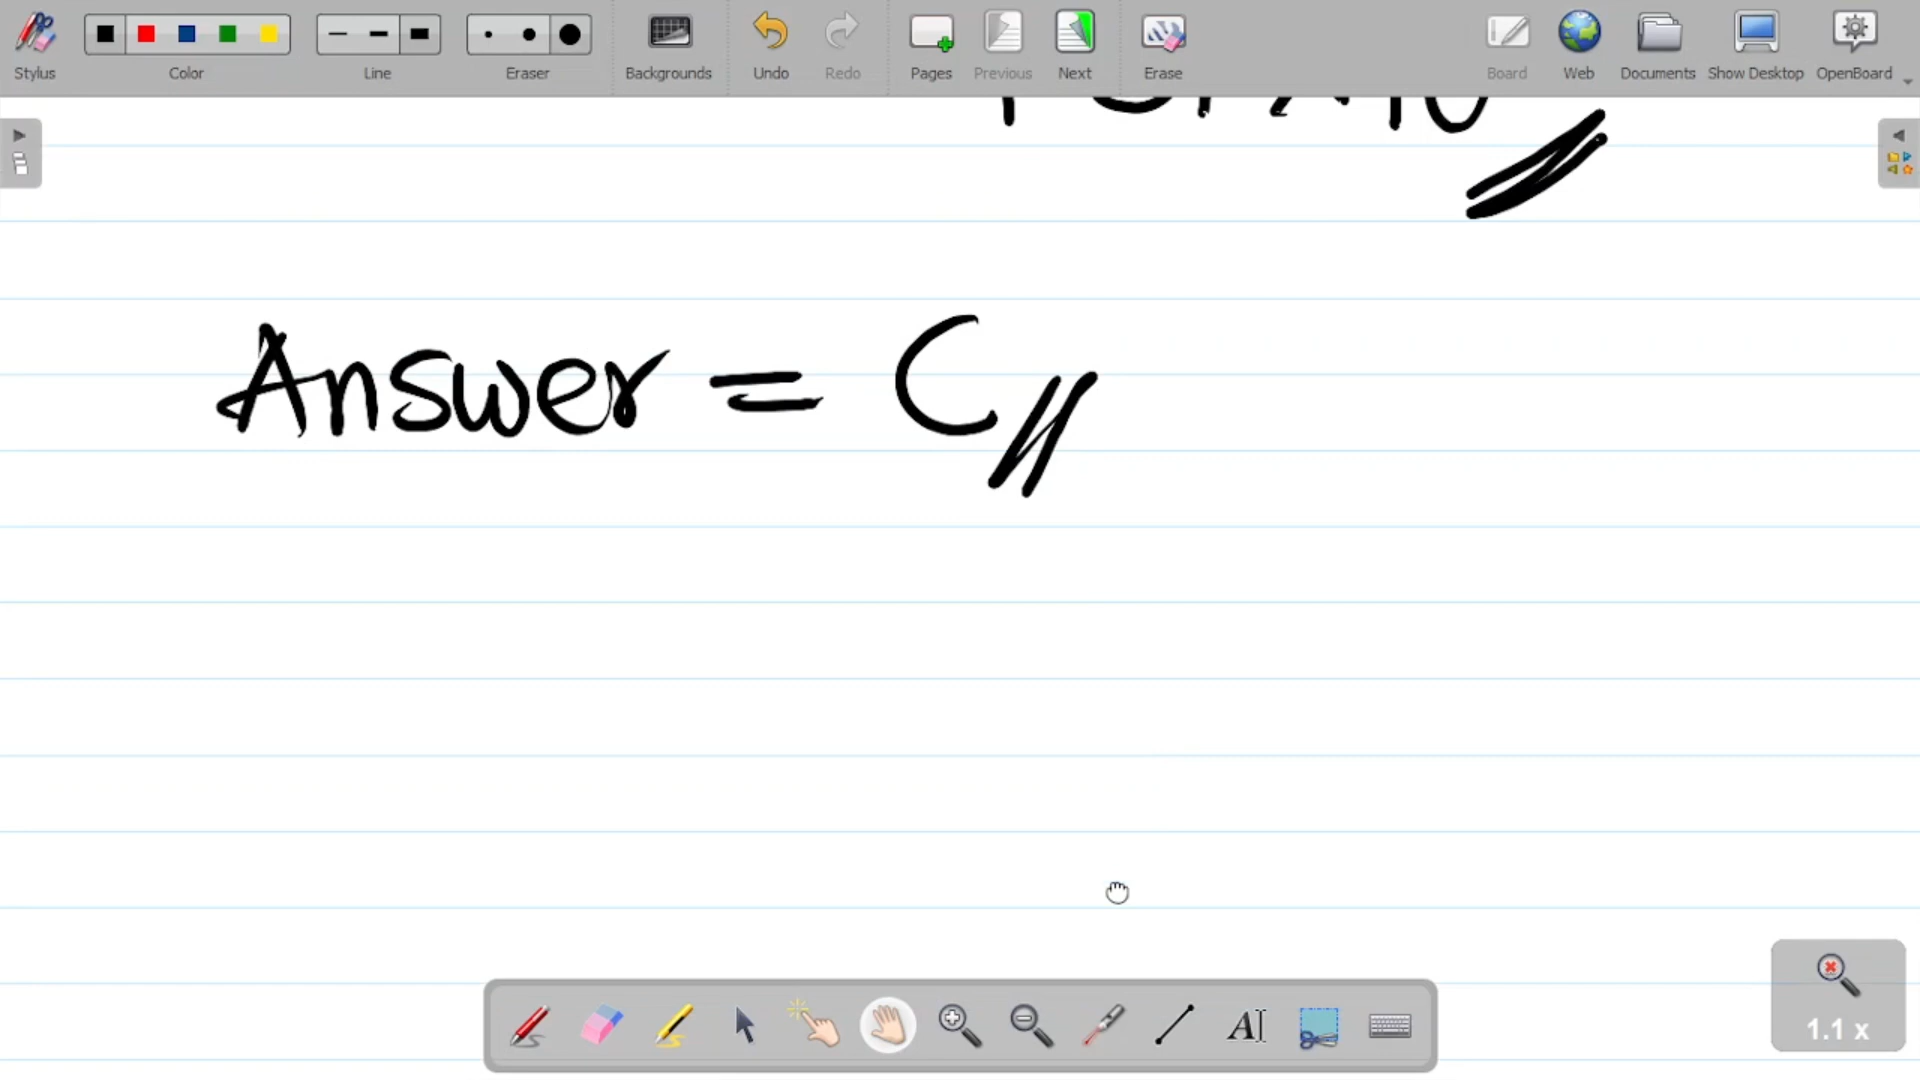 Stylus Color Line Eraser Backgrounds Undo Redo Pages Previous Next Erase Board Web Documents Show Desktop OpenBoard
Answer = C
1.1 x